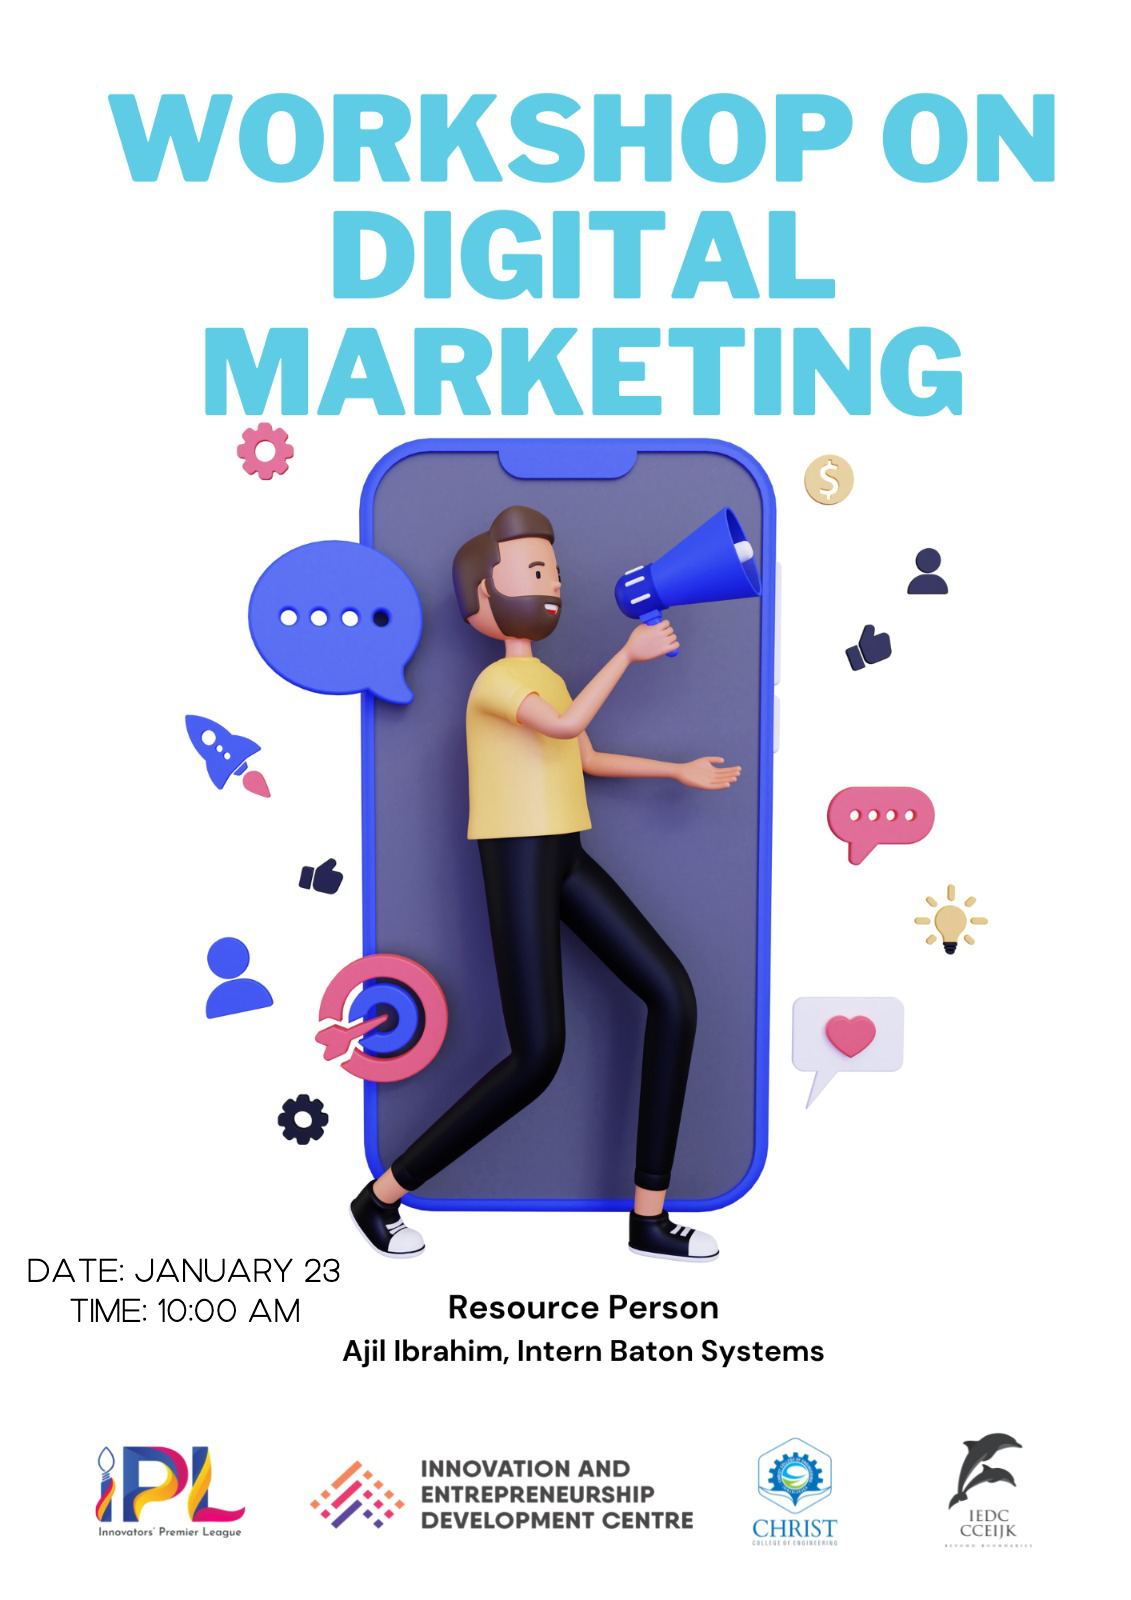 WORKSHOP ON
DIGITAL
MARKETING
$
DATE: JANUARY 23
TIME: 10:00 AM
Resource Person
Ajil Ibrahim, Intern Baton Systems
iPL
Innovators' Premier League
INNOVATION AND
ENTREPRENEURSHIP
DEVELOPMENT CENTRE
CHRIST
COLLEGE OF ENGINEERING
IEDC
CCEIJK
BEYOND BOUNDARIES